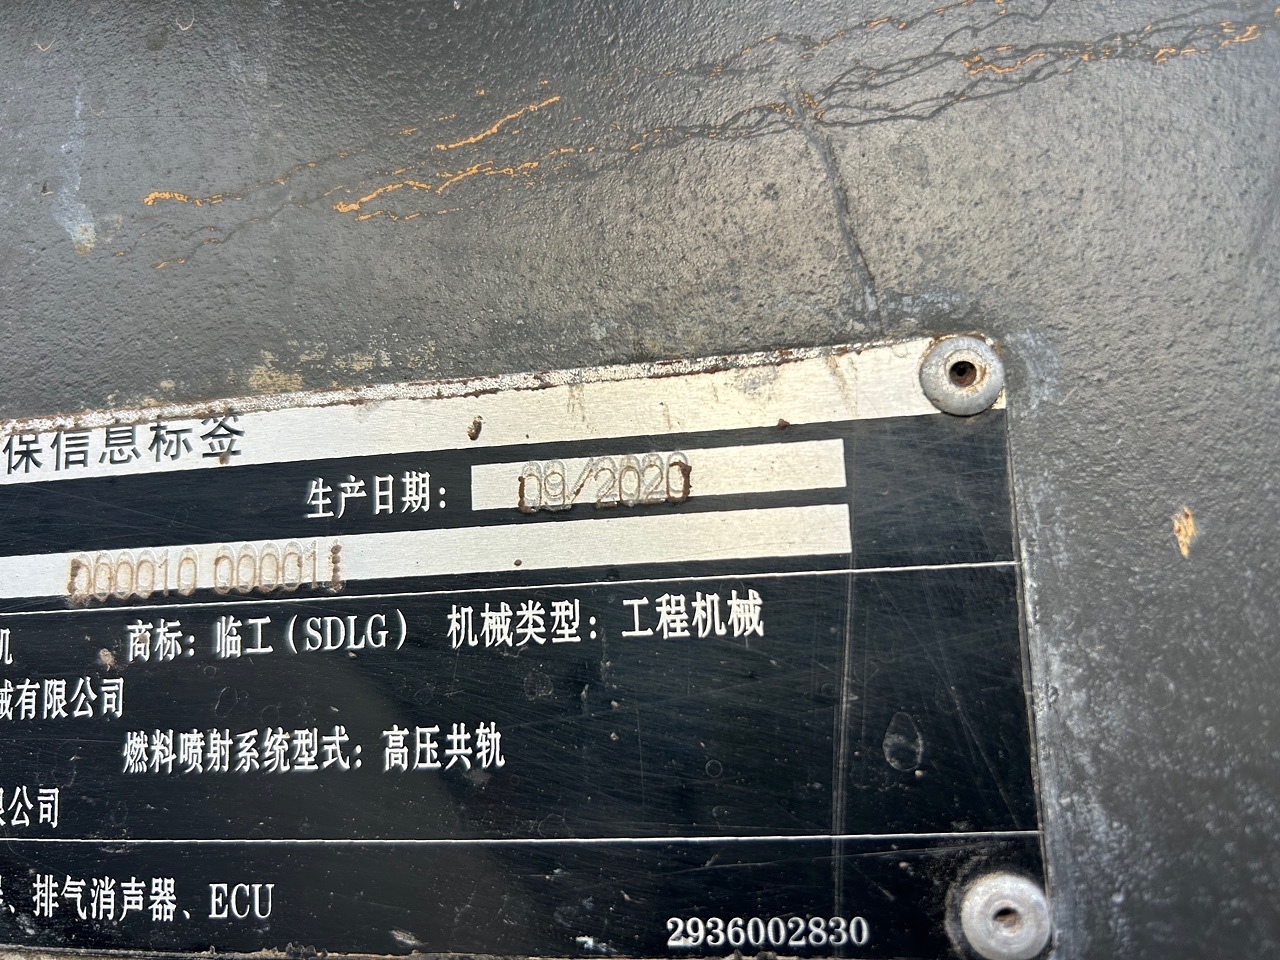 保信息标签
生产日期： 09/2020
000010 000011
机 商标：临工（SDLG） 机械类型：工程机械
械有限公司
燃料喷射系统型式：高压共轨
限公司
、排气消声器、ECU
2936002830